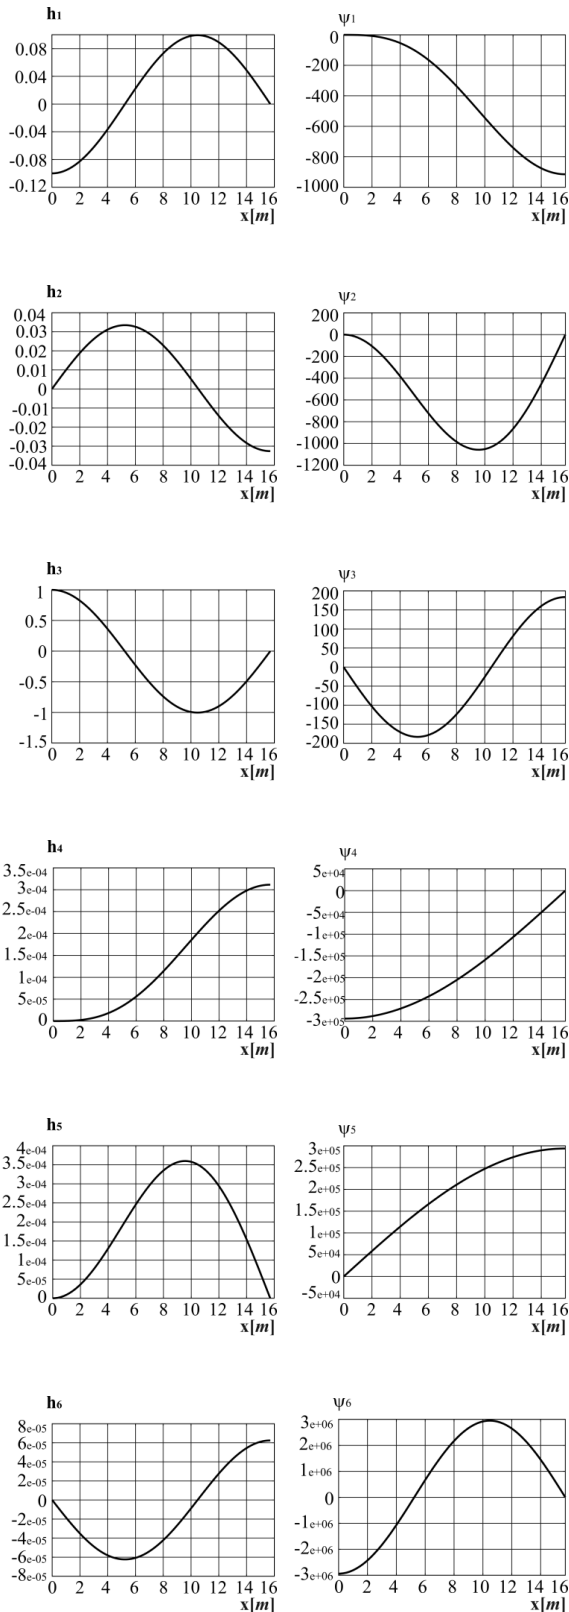 h1
0.08
0.04
0
-0.04
-0.08
-0.12
0 2 4 6 8 10 12 14 16
x[m]
ψ1
0
-200
-400
-600
-800
-1000
0 2 4 6 8 10 12 14 16
x[m]
h2
0.04
0.03
0.02
0.01
0
-0.01
-0.02
-0.03
-0.04
0 2 4 6 8 10 12 14 16
x[m]
ψ2
200
0
-200
-400
-600
-800
-1000
-1200
0 2 4 6 8 10 12 14 16
x[m]
h3
1
0.5
0
-0.5
-1
-1.5
0 2 4 6 8 10 12 14 16
x[m]
ψ3
200
150
100
50
0
-50
-100
-150
-200
0 2 4 6 8 10 12 14 16
x[m]
h4
3.5e-04
3e-04
2.5e-04
2e-04
1.5e-04
1e-04
5e-05
0
0 2 4 6 8 10 12 14 16
x[m]
ψ4
5e+04
0
-5e+04
-1e+05
-1.5e+05
-2e+05
-2.5e+05
-3e+05
0 2 4 6 8 10 12 14 16
x[m]
h5
4e-04
3.5e-04
3e-04
2.5e-04
2e-04
1.5e-04
1e-04
5e-05
0
0 2 4 6 8 10 12 14 16
x[m]
ψ5
3e+05
2.5e+05
2e+05
1.5e+05
1e+05
5e+04
0
-5e+04
0 2 4 6 8 10 12 14 16
x[m]
h6
8e-05
6e-05
4e-05
2e-05
0
-2e-05
-4e-05
-6e-05
-8e-05
0 2 4 6 8 10 12 14 16
x[m]
ψ6
3e+06
2e+06
1e+06
0
-1e+06
-2e+06
-3e+06
0 2 4 6 8 10 12 14 16
x[m]